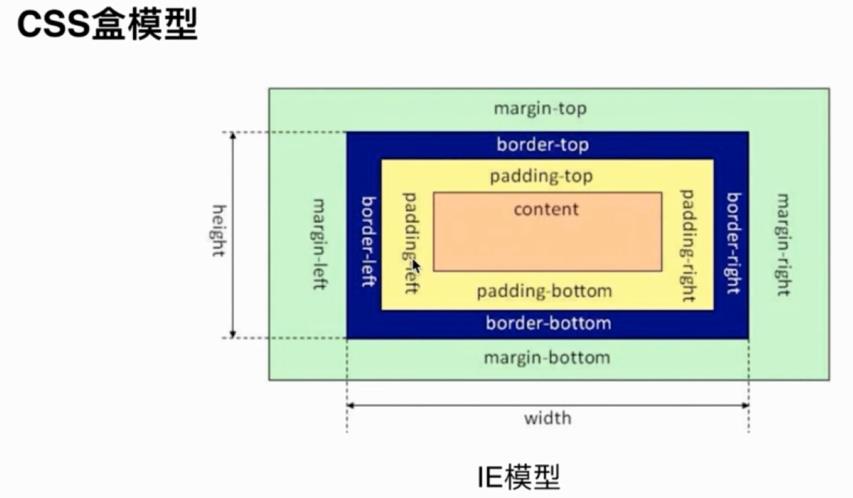 CSS盒模型
margin-top
border-top
padding-top
content
height
margin-left
border-left
padding-left
padding-right
border-right
margin-right
padding-bottom
border-bottom
margin-bottom
width
IE模型